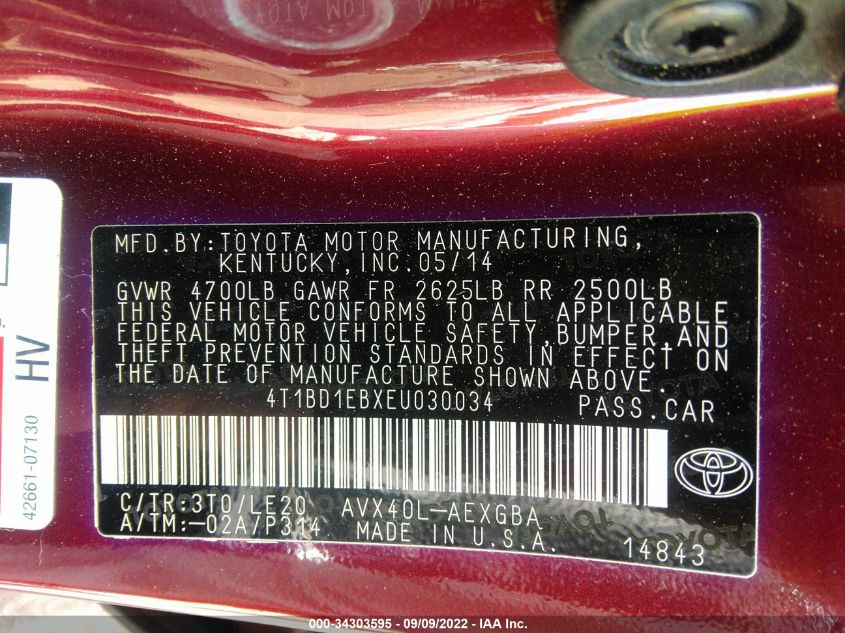 MFD.BY:TOYOTA MOTOR MANUFACTURING,
KENTUCKY,INC.05/14
GVWR 4700LB GAWR FR 2625LB RR 2500LB
THIS VEHICLE CONFORMS TO ALL APPLICABLE
FEDERAL MOTOR VEHICLE SAFETY,BUMPER,AND
THEFT PREVENTION STANDARDS IN EFFECT ON
THE DATE OF MANUFACTURE SHOWN ABOVE.
4T1BD1EBXEU030034 PASS.CAR
C/TR:3T0/LE20 AVX40L-AEXGBA
A/TM:-02A/P314 MADE IN U.S.A. 14843
HV
42661-07130
000-34303595 - 09/09/2022 - IAA Inc.